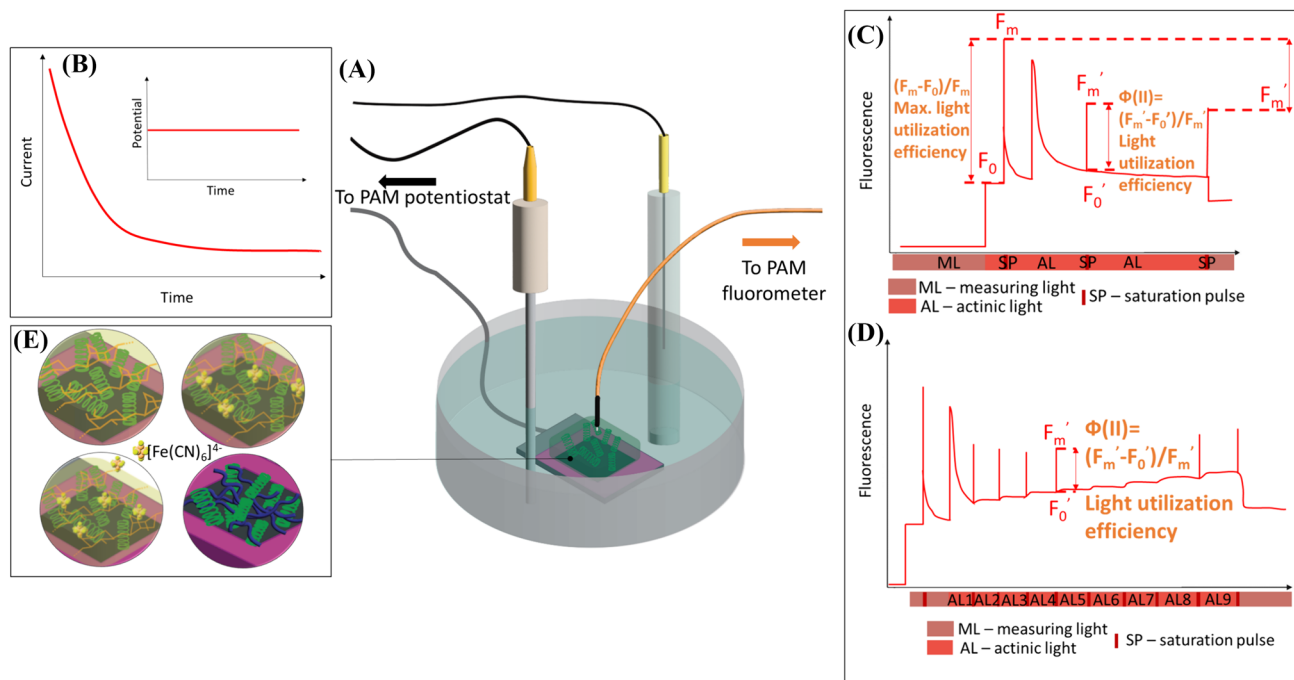 (A)
To PAM potentiostat
To PAM
fluorometer
(B)
Current
Time
Potential
Time
(C)
Fluorescence
Fm
(Fm-F0)/Fm
Max. light
utilization
efficiency
F0
Fm'
Φ(II)=
(Fm'-F0')/Fm'
Light
utilization
efficiency
F0'
Fm'
ML SP AL SP AL SP
ML – measuring light
AL – actinic light
SP – saturation pulse
(D)
Fluorescence
Fm'
F0'
Φ(II)=
(Fm'-F0')/Fm'
Light utilization
efficiency
AL1 AL2 AL3 AL4 AL5 AL6 AL7 AL8 AL9
ML – measuring light
AL – actinic light
SP – saturation pulse
(E)
[Fe(CN)6]4-